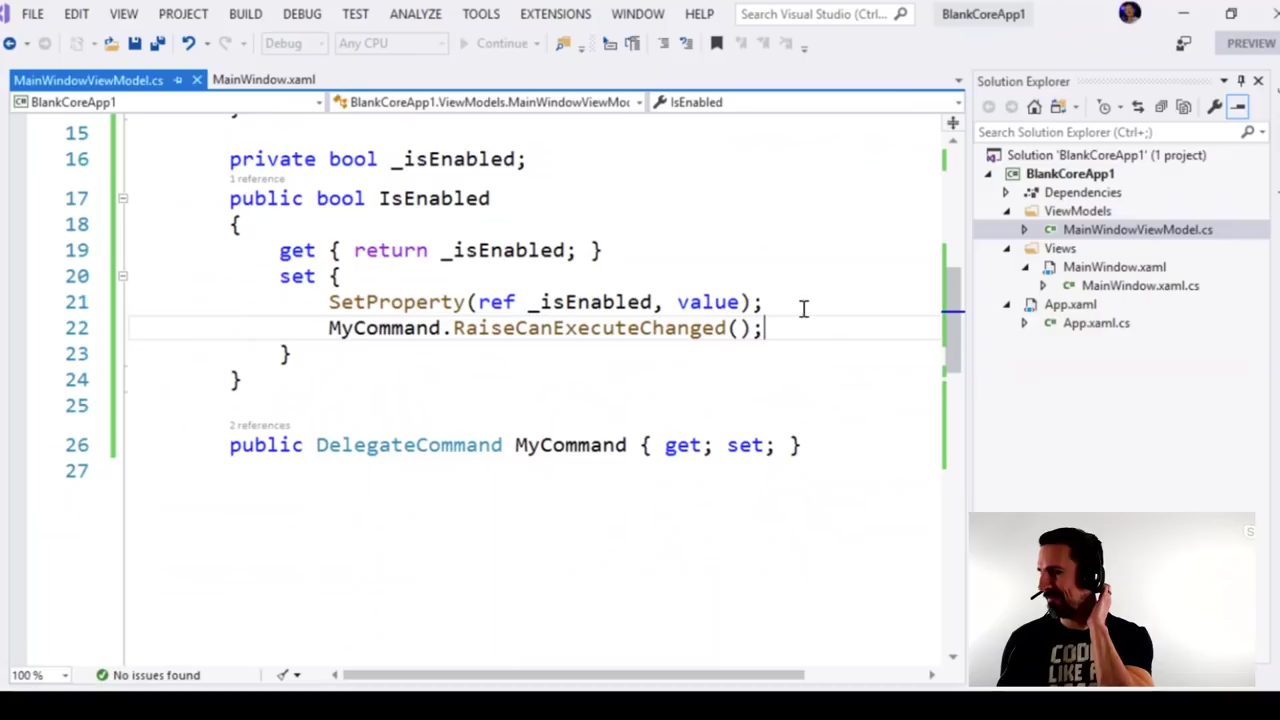 FILE EDIT VIEW PROJECT BUILD DEBUG TEST ANALYZE TOOLS EXTENSIONS WINDOW HELP Search Visual Studio (Ctrl... BlankCoreApp1
Debug Any CPU Continue PREVIEW
MainWindowViewModel.cs MainWindow.xaml
BlankCoreApp1 BlankCoreApp1.ViewModels.MainWindowViewMoc IsEnabled
15
16 private bool _isEnabled;
1 reference
17 public bool IsEnabled
18 {
19 get { return _isEnabled; }
20 set {
21 SetProperty(ref _isEnabled, value);
22 MyCommand.RaiseCanExecuteChanged();
23 }
24 }
25
2 references
26 public DelegateCommand MyCommand { get; set; }
27
100 % No issues found
Solution Explorer
Search Solution Explorer (Ctrl+;)
Solution 'BlankCoreApp1' (1 project)
BlankCoreApp1
Dependencies
ViewModels
MainWindowViewModel.cs
Views
MainWindow.xaml
MainWindow.xaml.cs
App.xaml
App.xaml.cs
S
CODE
LIKE A